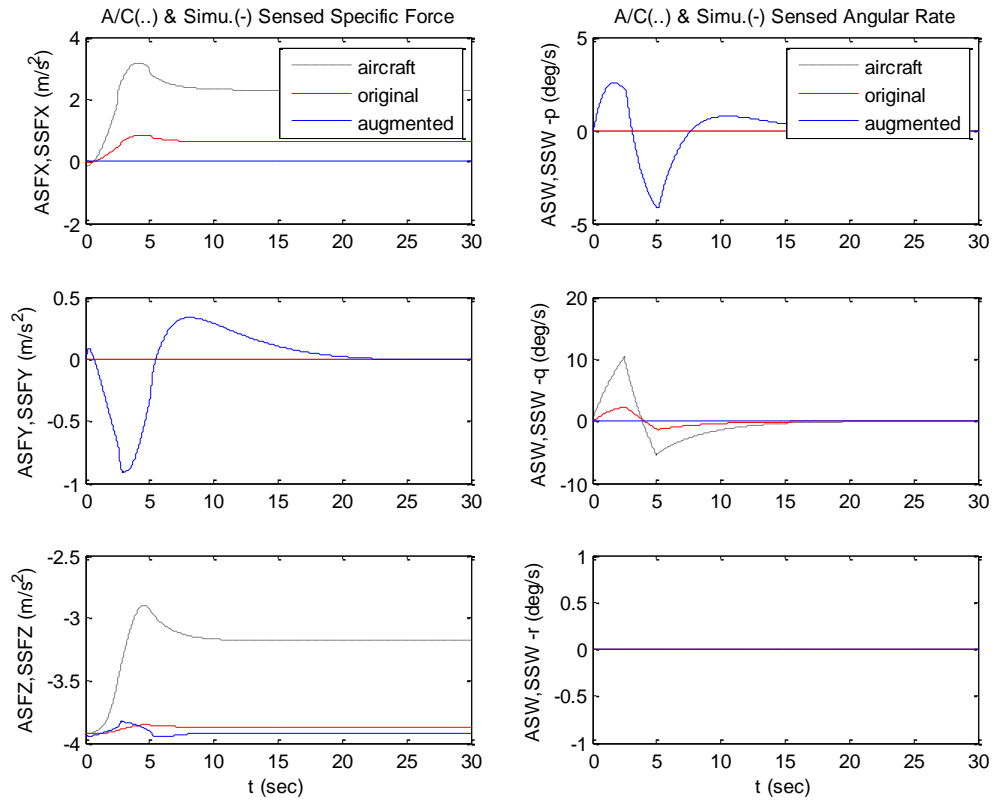 A/C(..) & Simu.(-) Sensed Specific Force
4
2
0
-2
0 5 10 15 20 25 30
ASFX,SSFX (m/s²)
aircraft
original
augmented
A/C(..) & Simu.(-) Sensed Angular Rate
5
0
-5
0 5 10 15 20 25 30
ASW,SSW -p (deg/s)
aircraft
original
augmented
0.5
0
-0.5
-1
0 5 10 15 20 25 30
ASFY,SSFY (m/s²)
20
10
0
-10
0 5 10 15 20 25 30
ASW,SSW -q (deg/s)
-2.5
-3
-3.5
-4
0 5 10 15 20 25 30
ASFZ,SSFZ (m/s²)
t (sec)
1
0.5
0
-0.5
-1
0 5 10 15 20 25 30
ASW,SSW -r (deg/s)
t (sec)